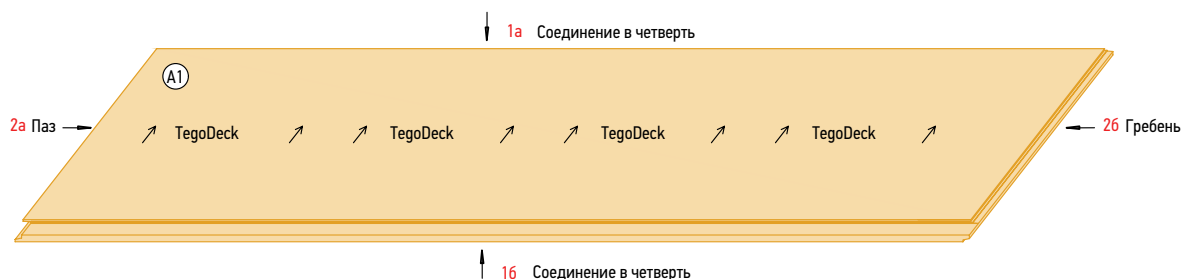 1а Соединение в четверть
А1
2а Паз
TegoDeck TegoDeck TegoDeck TegoDeck
2б Гребень
1б Соединение в четверть